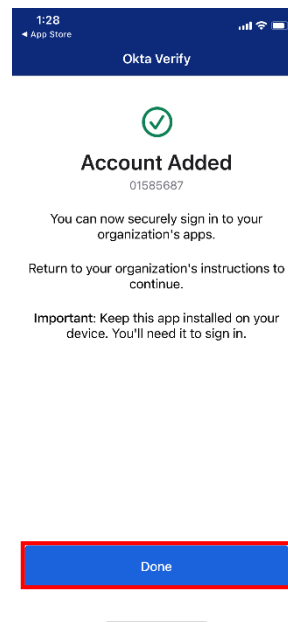 1:28
◀ App Store
Okta Verify
Account Added
01585687
You can now securely sign in to your
organization's apps.
Return to your organization's instructions to
continue.
Important: Keep this app installed on your
device. You'll need it to sign in.
Done